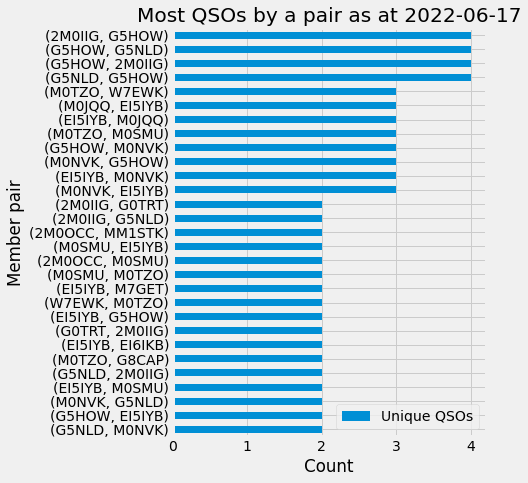 Most QSOs by a pair as at 2022-06-17
Member pair
(2M0IIG, G5HOW)
(G5HOW, G5NLD)
(G5HOW, 2M0IIG)
(G5NLD, G5HOW)
(M0TZO, W7EWK)
(M0JQQ, EI5IYB)
(EI5IYB, M0JQQ)
(M0TZO, M0SMU)
(G5HOW, M0NVK)
(M0NVK, G5HOW)
(EI5IYB, M0NVK)
(M0NVK, EI5IYB)
(2M0IIG, G0TRT)
(2M0IIG, G5NLD)
(2M0OCC, MM1STK)
(M0SMU, EI5IYB)
(2M0OCC, M0SMU)
(M0SMU, M0TZO)
(EI5IYB, M7GET)
(W7EWK, M0TZO)
(EI5IYB, G5HOW)
(G0TRT, 2M0IIG)
(EI5IYB, EI6IKB)
(M0TZO, G8CAP)
(G5NLD, 2M0IIG)
(EI5IYB, M0SMU)
(M0NVK, G5NLD)
(G5HOW, EI5IYB)
(G5NLD, M0NVK)
Unique QSOs
0 1 2 3 4
Count